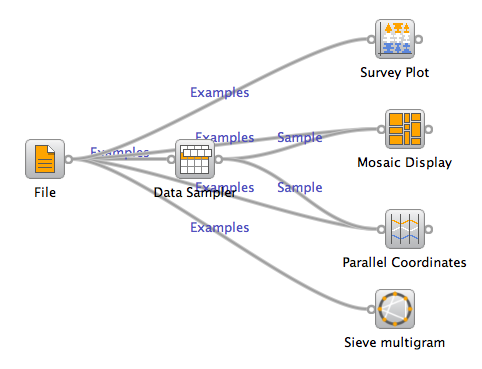 Survey Plot
Examples
Examples
Sample
Examples
Mosaic Display
File
Data Sampler
Examples
Sample
Examples
Parallel Coordinates
Sieve multigram